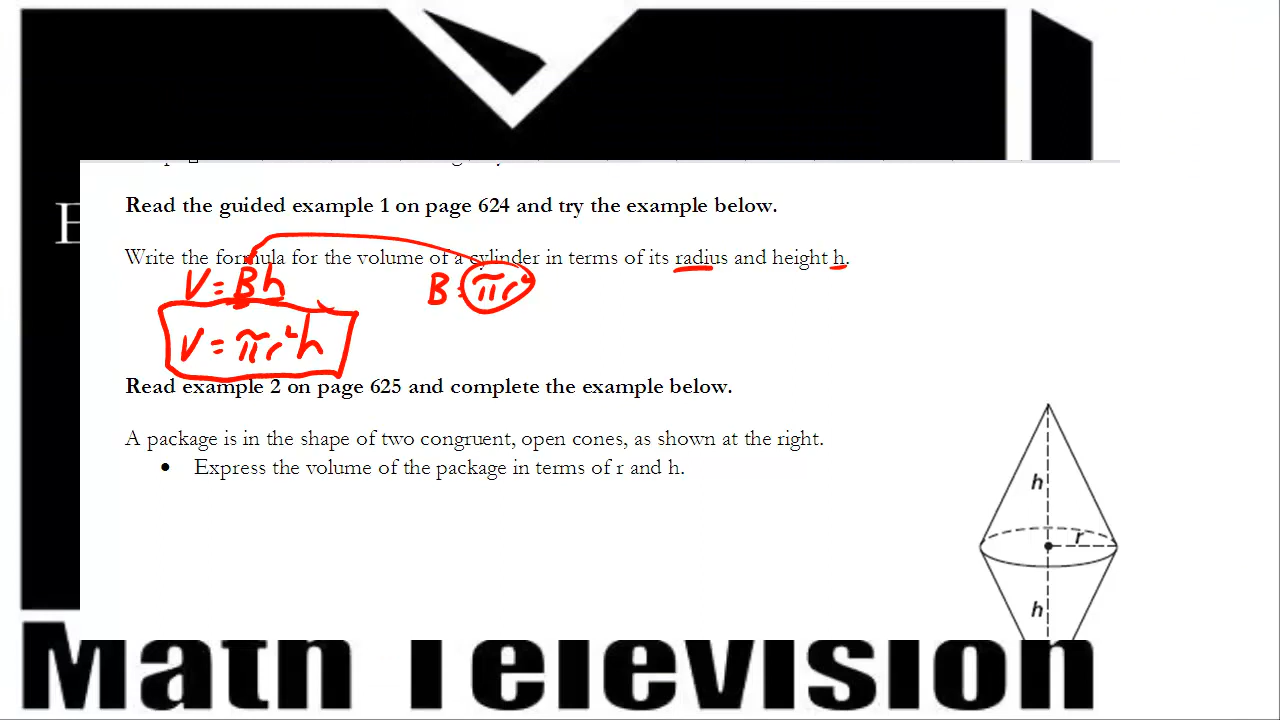 E
Read the guided example 1 on page 624 and try the example below.
Write the formula for the volume of a cylinder in terms of its radius and height h.
V = Bh B = πr²
V = πr²h
Read example 2 on page 625 and complete the example below.
A package is in the shape of two congruent, open cones, as shown at the right.
• Express the volume of the package in terms of r and h.
h
r
h
Math Television